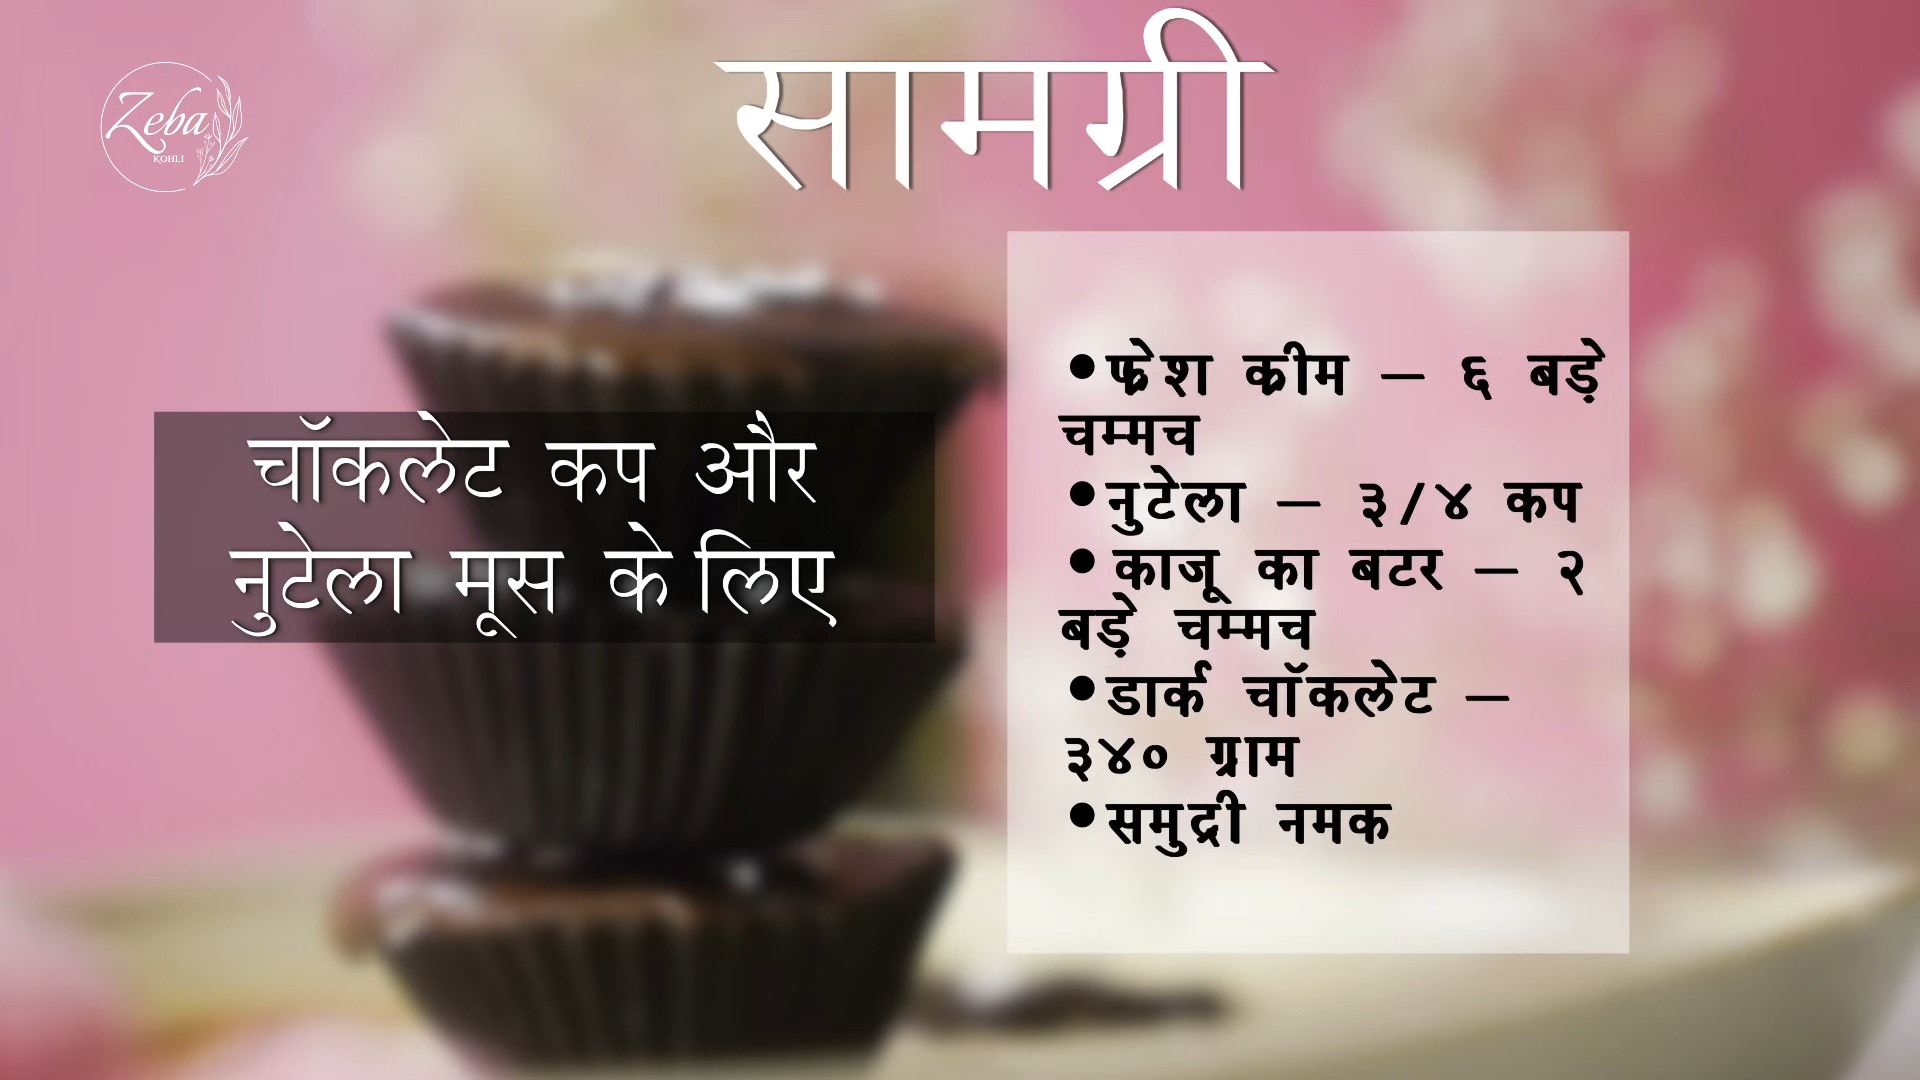 Zeba
KOHLI
सामग्री
चॉकलेट कप और
नुटेला मूस के लिए
•फ्रेश क्रीम – ६ बड़े
चम्मच
•नुटेला – ३/४ कप
•काजू का बटर – २
बड़े चम्मच
•डार्क चॉकलेट –
३४० ग्राम
•समुद्री नमक